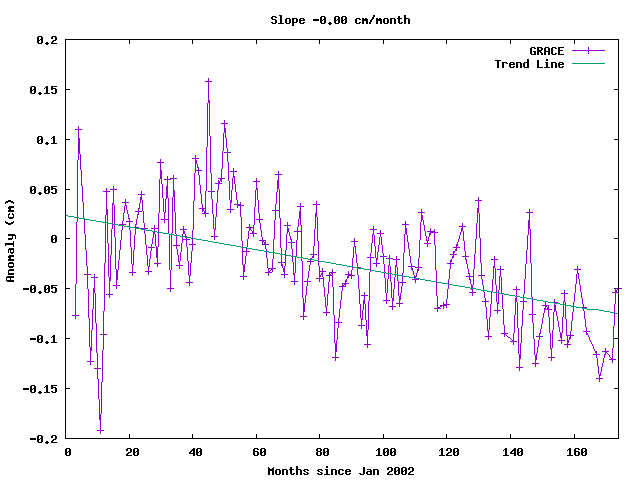 Slope -0.00 cm/month
GRACE
Trend Line
0.2
0.15
0.1
0.05
0
-0.05
-0.1
-0.15
-0.2
Anomaly (cm)
0 20 40 60 80 100 120 140 160
Months since Jan 2002